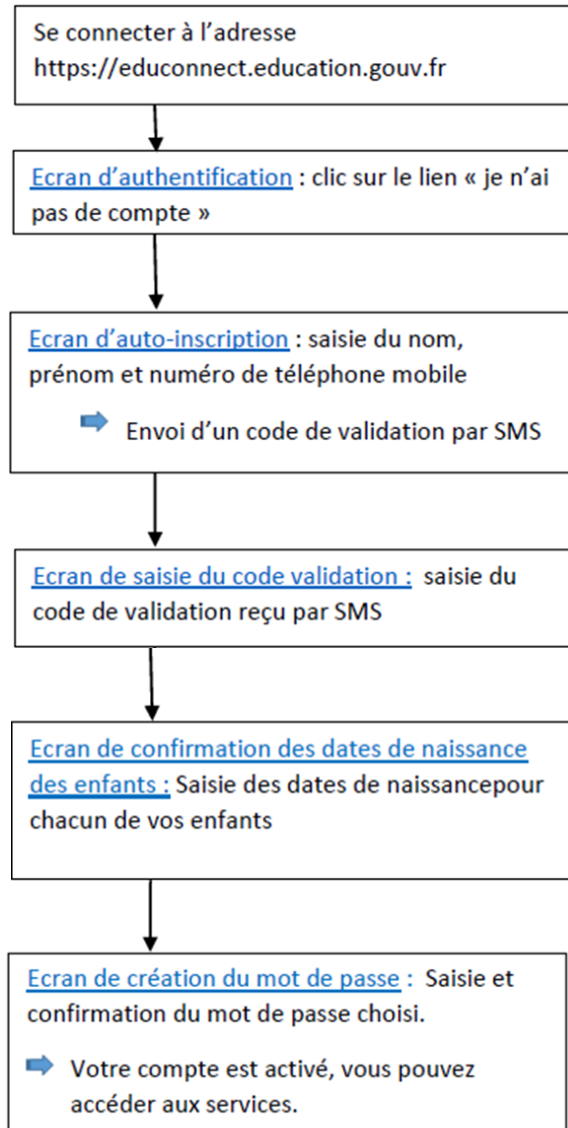 Se connecter à l’adresse
https://educonnect.education.gouv.fr
Ecran d’authentification : clic sur le lien « je n’ai
pas de compte »
Ecran d’auto-inscription : saisie du nom,
prénom et numéro de téléphone mobile
Envoi d’un code de validation par SMS
Ecran de saisie du code validation : saisie du
code de validation reçu par SMS
Ecran de confirmation des dates de naissance
des enfants : Saisie des dates de naissancepour
chacun de vos enfants
Ecran de création du mot de passe : Saisie et
confirmation du mot de passe choisi.
Votre compte est activé, vous pouvez
accéder aux services.